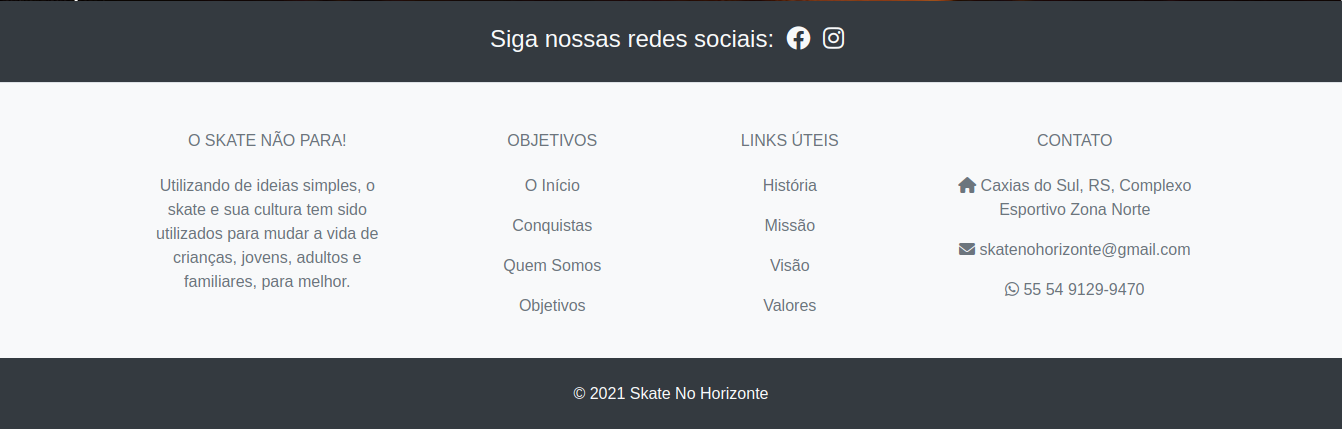 Siga nossas redes sociais:
O SKATE NÃO PARA!
Utilizando de ideias simples, o
skate e sua cultura tem sido
utilizados para mudar a vida de
crianças, jovens, adultos e
familiares, para melhor.
OBJETIVOS
O Início
Conquistas
Quem Somos
Objetivos
LINKS ÚTEIS
História
Missão
Visão
Valores
CONTATO
Caxias do Sul, RS, Complexo
Esportivo Zona Norte
skatenohorizonte@gmail.com
55 54 9129-9470
© 2021 Skate No Horizonte